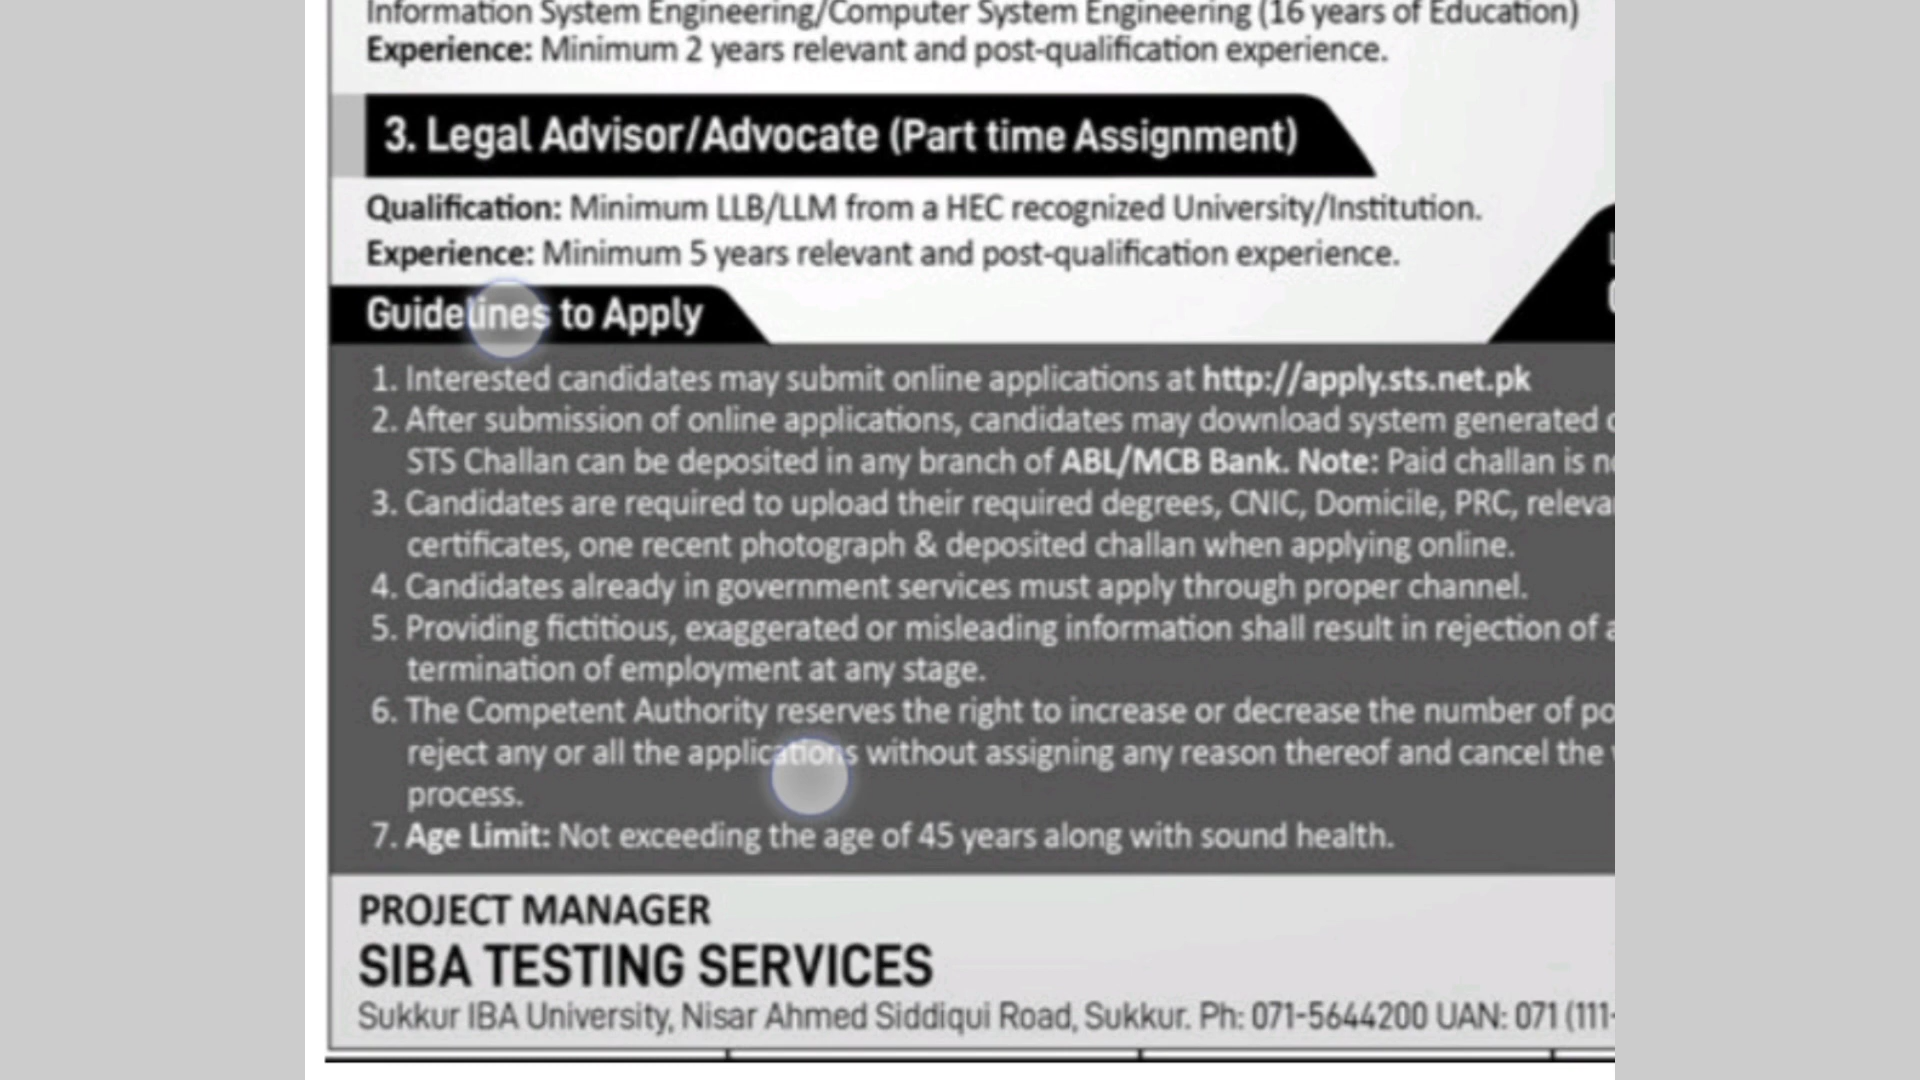 Information System Engineering/Computer System Engineering (16 years of Education)
Experience: Minimum 2 years relevant and post-qualification experience.
3. Legal Advisor/Advocate (Part time Assignment)
Qualification: Minimum LLB/LLM from a HEC recognized University/Institution.
Experience: Minimum 5 years relevant and post-qualification experience.
Guidelines to Apply
1. Interested candidates may submit online applications at http://apply.sts.net.pk
2. After submission of online applications, candidates may download system generated
STS Challan can be deposited in any branch of ABL/MCB Bank. Note: Paid challan is
3. Candidates are required to upload their required degrees, CNIC, Domicile, PRC,
certificates, one recent photograph & deposited challan when applying online.
4. Candidates already in government services must apply through proper channel.
5. Providing fictitious, exaggerated or misleading information shall result in rejection of
termination of employment at any stage.
6. The Competent Authority reserves the right to increase or decrease the number of
reject any or all the applications without assigning any reason thereof and cancel the
process.
7. Age Limit: Not exceeding the age of 45 years along with sound health.
PROJECT MANAGER
SIBA TESTING SERVICES
Sukkur IBA University, Nisar Ahmed Siddiqui Road, Sukkur. Ph: 071-5644200 UAN: 071 (111-